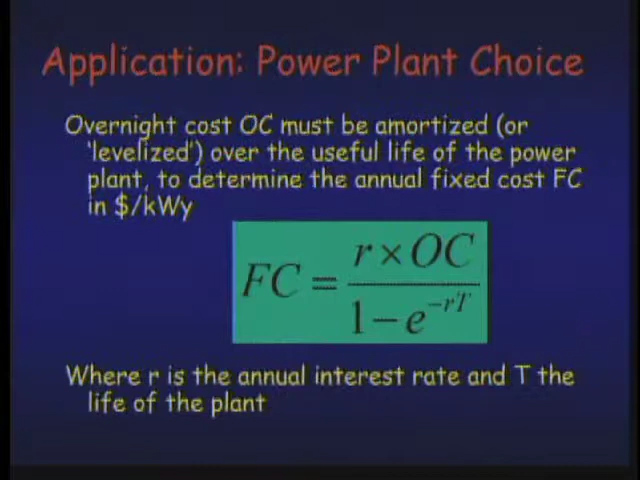 Application: Power Plant Choice
Overnight cost OC must be amortized (or
'levelized') over the useful life of the power
plant, to determine the annual fixed cost FC
in $/kWy
FC = \frac{r × OC}{1 - e^{-rT}}
Where r is the annual interest rate and T the
life of the plant